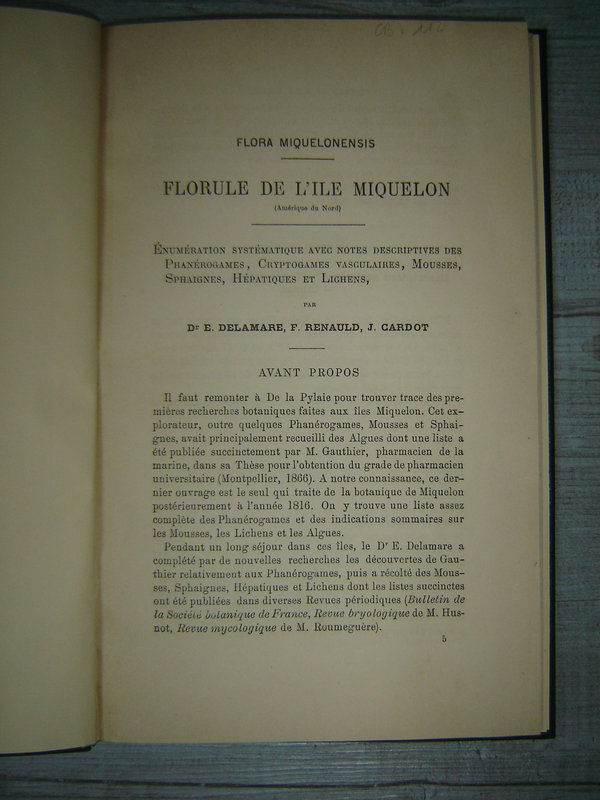 FLORA MIQUELONENSIS
FLORULE DE L'ILE MIQUELON
(Amérique du Nord)
ÉNUMÉRATION SYSTÉMATIQUE AVEC NOTES DESCRIPTIVES DES
PHANÉROGAMES, CRYPTOGAMES VASCULAIRES, MOUSSES,
SPHAIGNES, HÉPATIQUES ET LICHENS,
PAR
Dr E. DELAMARE, F. RENAULD, J. CARDOT
AVANT PROPOS
Il faut remonter à De la Pylaie pour trouver trace des pre-
mières recherches botaniques faites aux îles Miquelon. Cet ex-
plorateur, outre quelques Phanérogames, Mousses et Sphai-
gnes, avait principalement recueilli des Algues dont une liste a
été publiée succinctement par M. Gauthier, pharmacien de la
marine, dans sa Thèse pour l'obtention du grade de pharmacien
universitaire (Montpellier, 1866). A notre connaissance, ce der-
nier ouvrage est le seul qui traite de la botanique de Miquelon
postérieurement à l'année 1816. On y trouve une liste assez
complète des Phanérogames et des indications sommaires sur
les Mousses, les Lichens et les Algues.
Pendant un long séjour dans ces îles, le Dr E. Delamare a
complété par de nouvelles recherches les découvertes de Gau-
thier relativement aux Phanérogames, puis a récolté des Mous-
ses, Sphaignes, Hépatiques et Lichens dont les listes succinctes
ont été publiées dans diverses Revues périodiques (Bulletin de
la Société botanique de France, Revue bryologique de M. Hus-
not, Revue mycologique de M. Roumeguère).
5